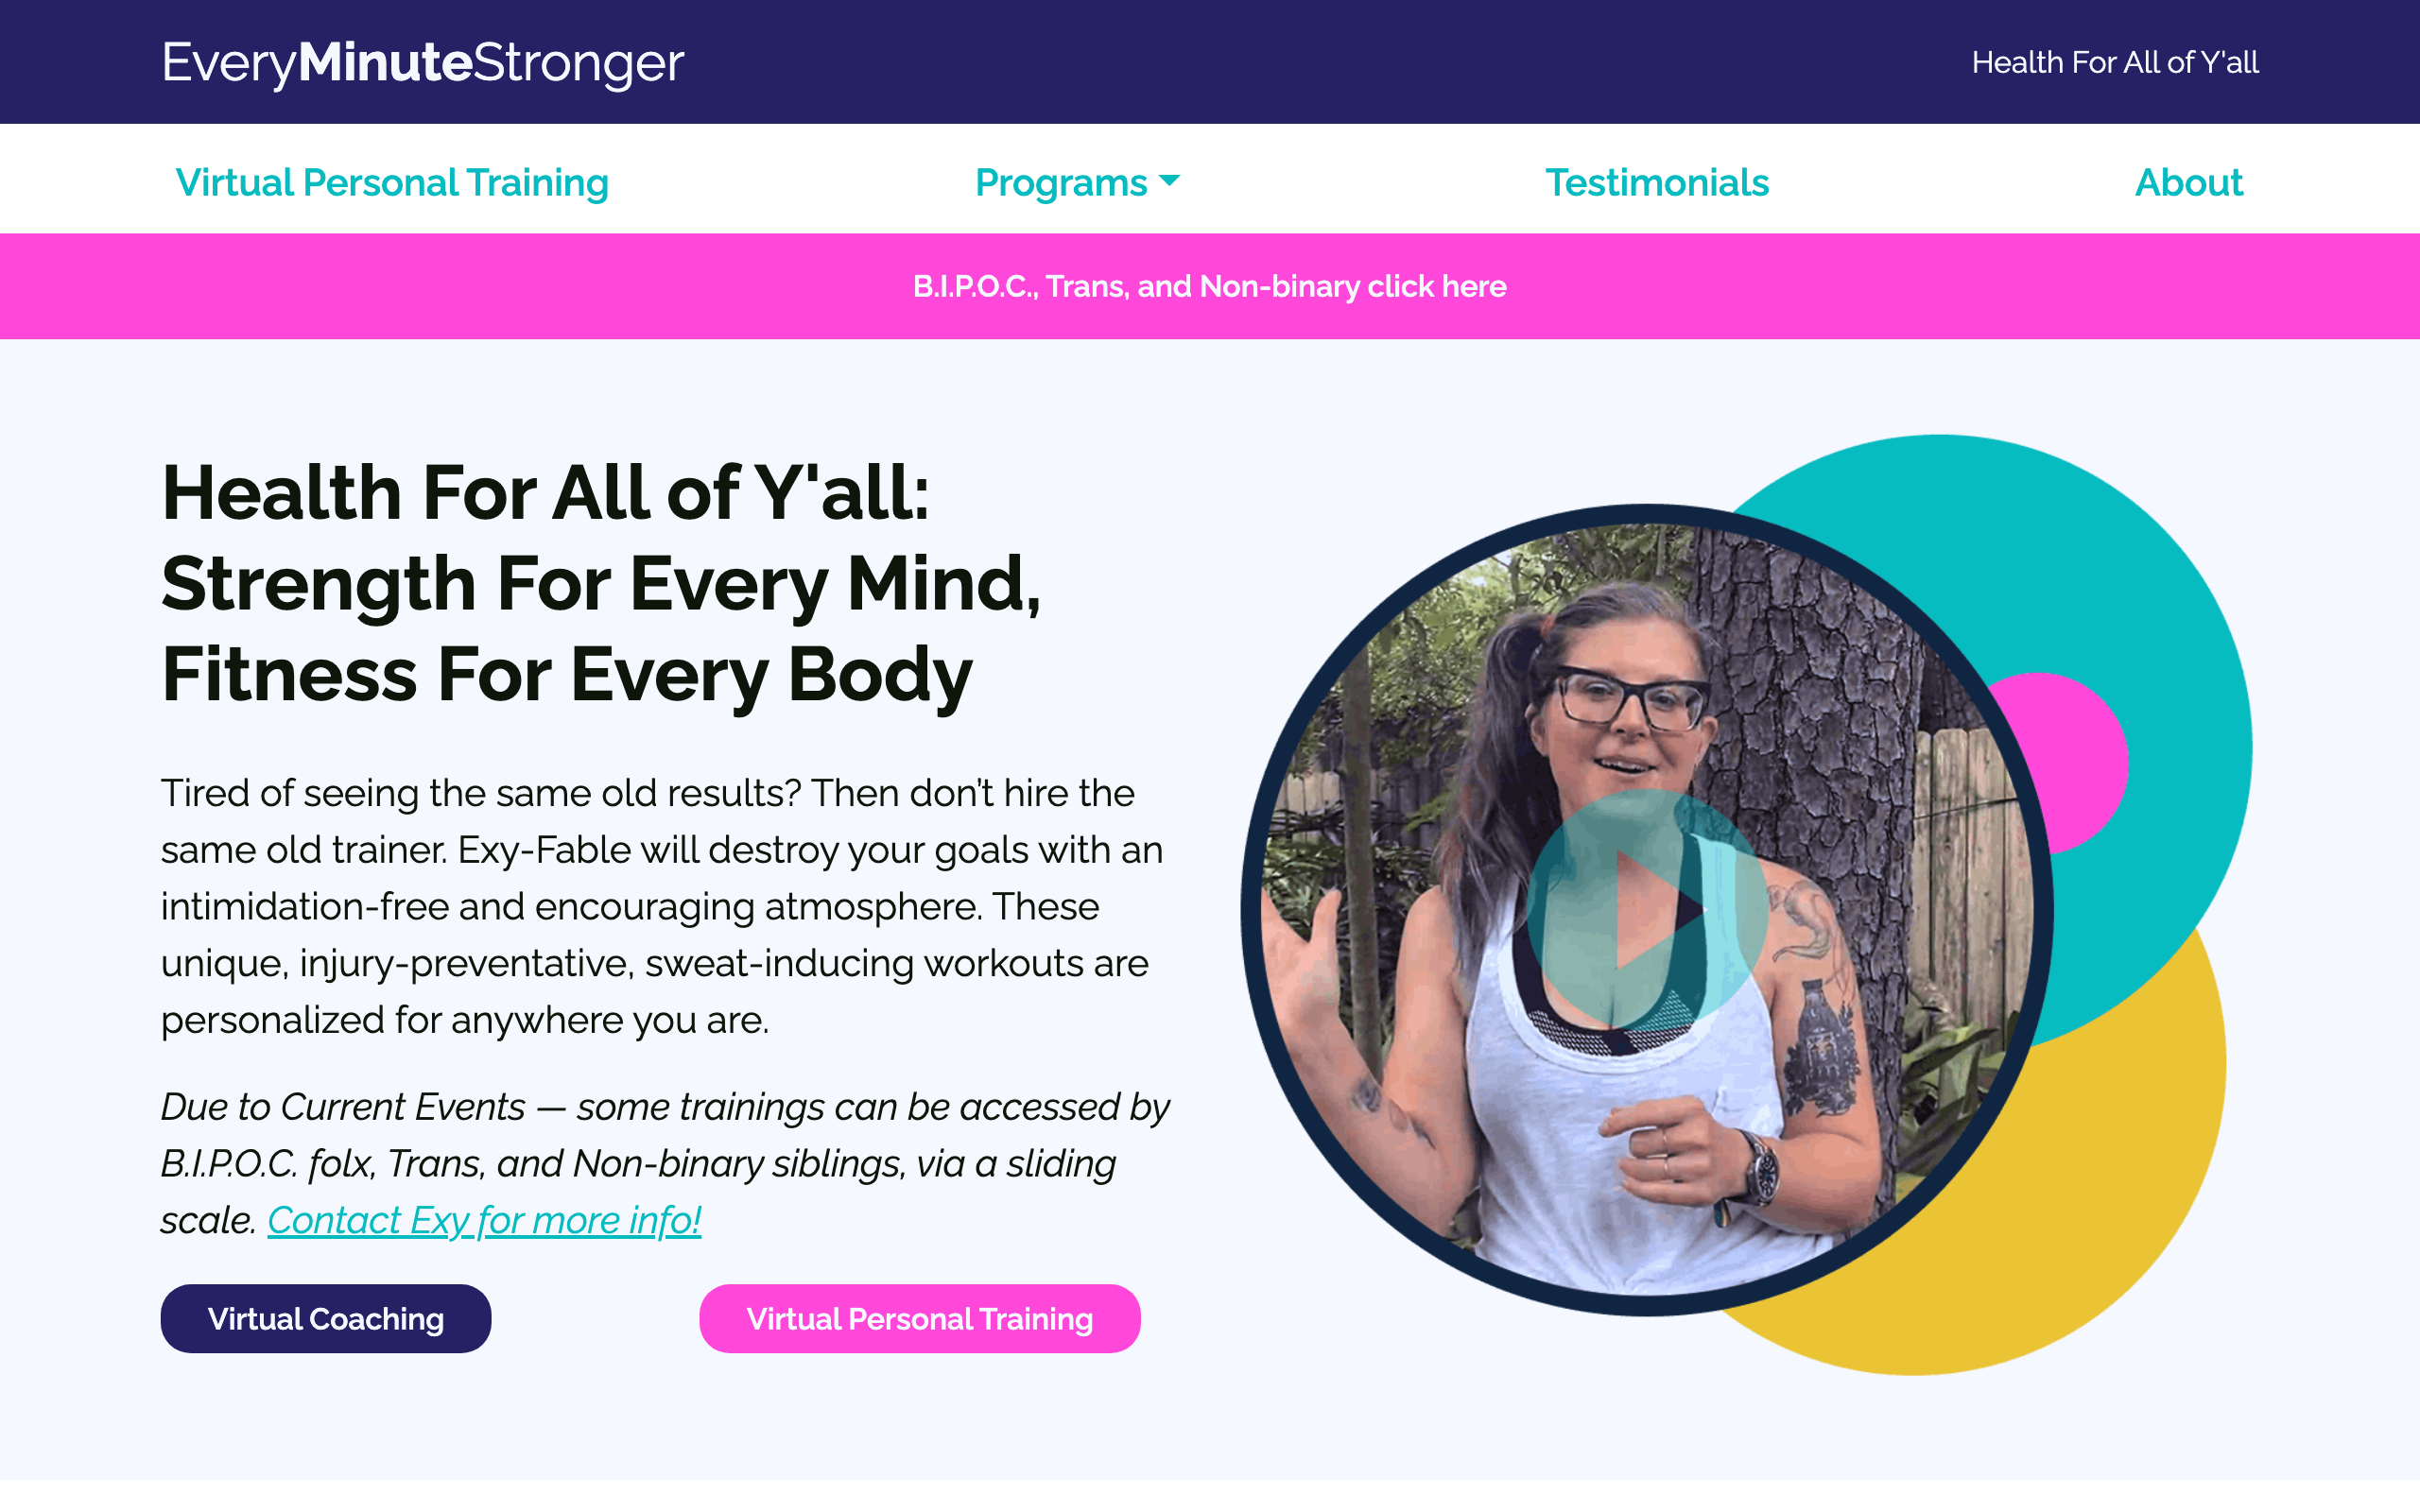 EveryMinuteStronger
Health For All of Y'all
Virtual Personal Training
Programs
Testimonials
About
B.I.P.O.C., Trans, and Non-binary click here
Health For All of Y'all:
Strength For Every Mind,
Fitness For Every Body
Tired of seeing the same old results? Then don’t hire the
same old trainer. Exy-Fable will destroy your goals with an
intimidation-free and encouraging atmosphere. These
unique, injury-preventative, sweat-inducing workouts are
personalized for anywhere you are.
Due to Current Events — some trainings can be accessed by
B.I.P.O.C. folx, Trans, and Non-binary siblings, via a sliding
scale. Contact Exy for more info!
Virtual Coaching
Virtual Personal Training